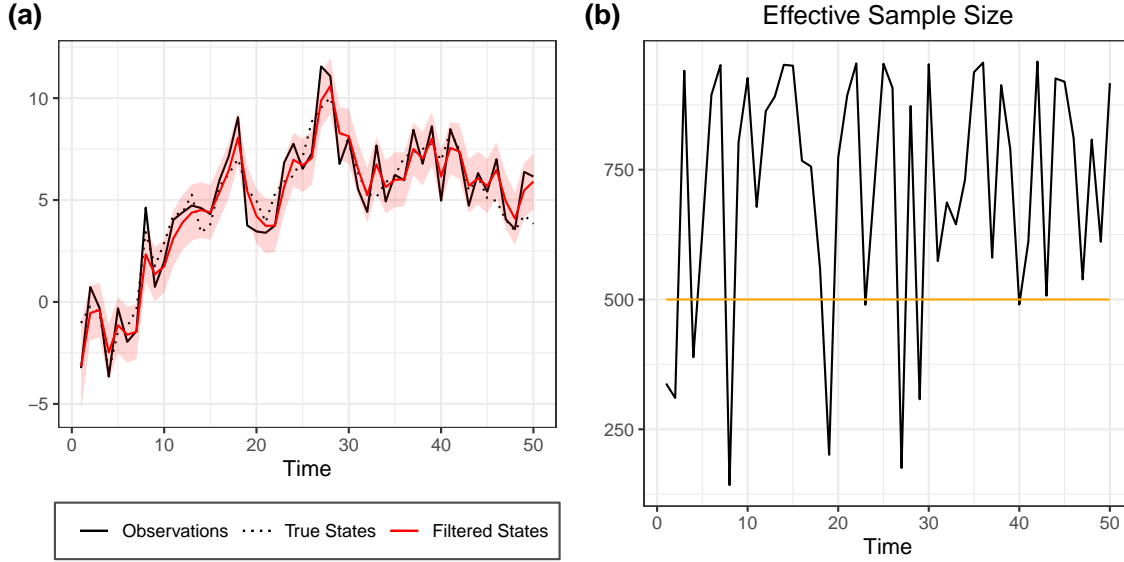 (a)
10
5
0
−5
0 10 20 30 40 50
Time
Observations True States Filtered States
(b)
Effective Sample Size
750
500
250
0 10 20 30 40 50
Time